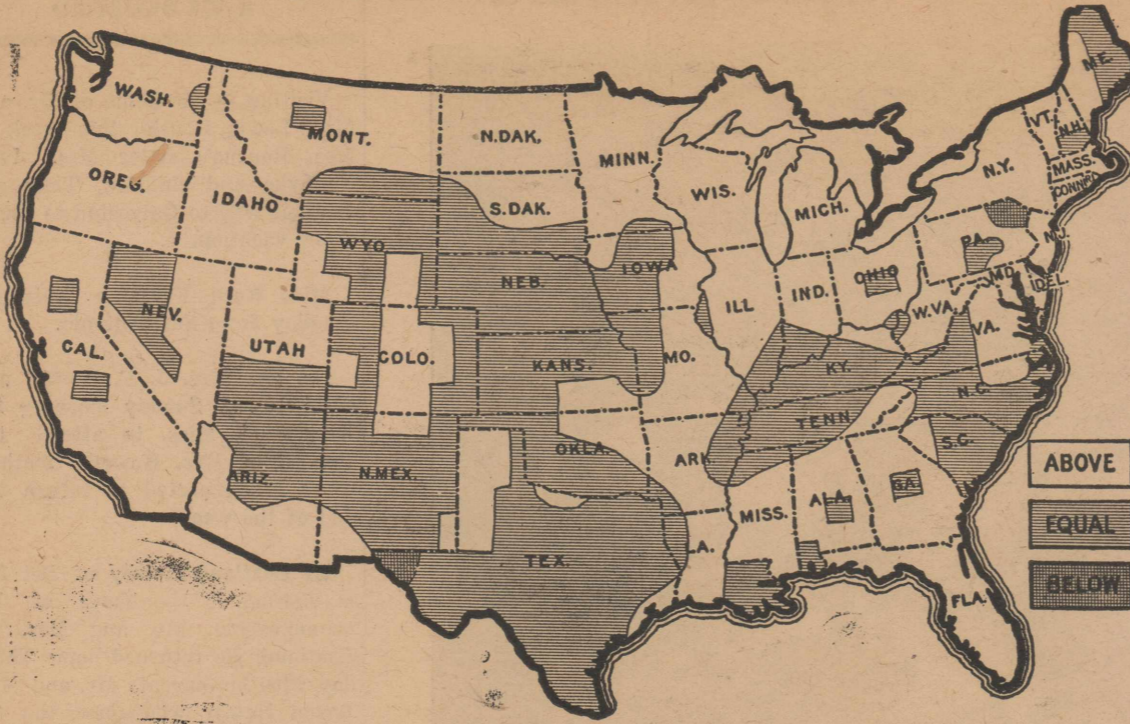 WASH.
MONT.
N.DAK.
MINN.
OREG.
IDAHO
S.DAK.
WIS.
MICH.
N.Y.
VT.
N.H.
ME.
MASS.
CONN.
WYO.
NEB.
IOWA
ILL
IND.
OHIO
PA.
MD.
DEL.
NEV.
UTAH
COLO.
KANS.
MO.
KY.
W.VA.
VA.
CAL.
ARIZ.
N.MEX.
OKLA.
ARK.
TENN.
N.C.
S.C.
TEX.
A.
MISS.
ALA.
GA.
FLA.
ABOVE
EQUAL
BELOW